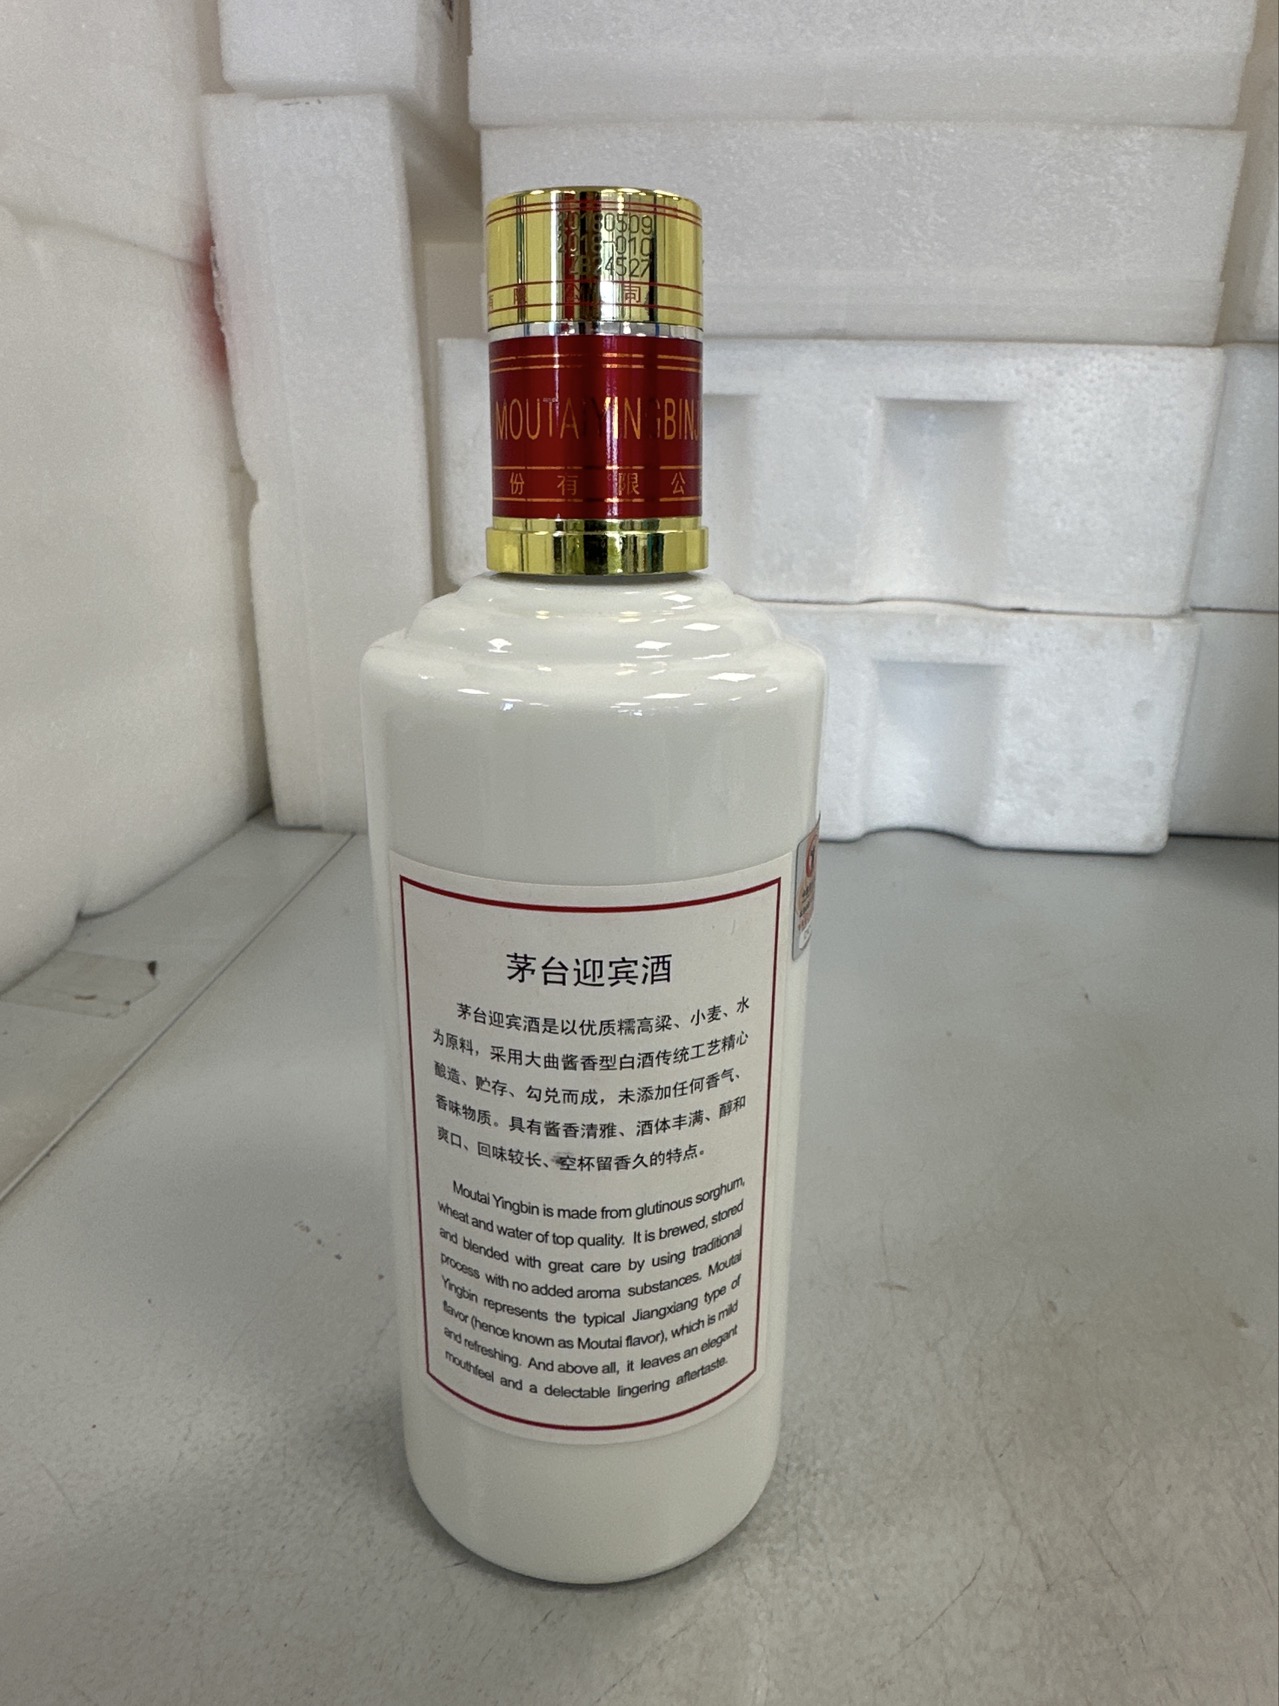 20180509
2018-010
ZB24527
有限公司
MOUTAIYINGBINJ
份有限公
茅台迎宾酒
茅台迎宾酒是以优质糯高粱、小麦、水
为原料，采用大曲酱香型白酒传统工艺精心
酿造、贮存、勾兑而成，未添加任何香气、
香味物质。具有酱香清雅、酒体丰满、醇和
爽口、回味较长、空杯留香久的特点。
Moutai Yingbin is made from glutinous sorghum,
wheat and water of top quality. It is brewed, stored
and blended with great care by using traditional
process with no added aroma substances. Moutai
Yingbin represents the typical Jiangxiang type of
flavor (hence known as Moutai flavor), which is mild
and refreshing. And above all, it leaves an elegant
mouthfeel and a delectable lingering aftertaste.